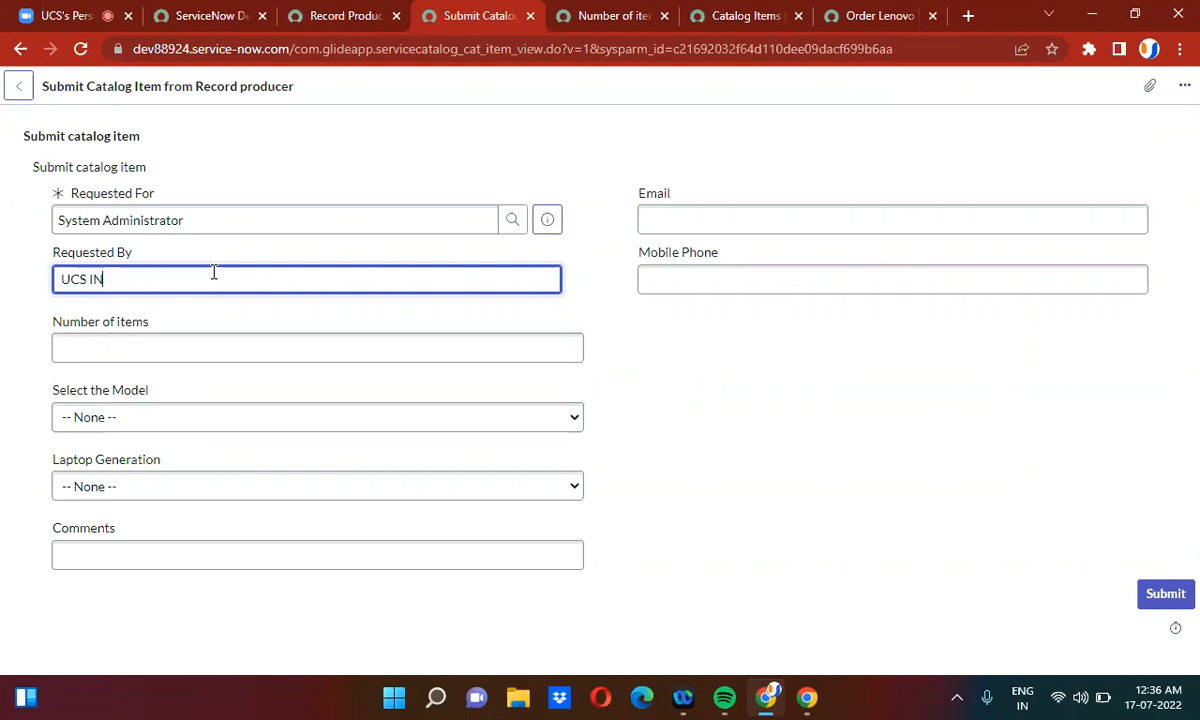 UCS's Pers
ServiceNow De
Record Produc
Submit Catalo
Number of iter
Catalog Items |
Order Lenovo
dev88924.service-now.com/com.glideapp.servicecatalog_cat_item_view.do?v=1&sysparm_id=c21692032f64d110dee09dacf699b6aa
Submit Catalog Item from Record producer
Submit catalog item
Submit catalog item
Requested For
System Administrator
Email
Requested By
UCS IN
Mobile Phone
Number of items
Select the Model
-- None --
Laptop Generation
-- None --
Comments
Submit
ENG
IN
12:36 AM
17-07-2022